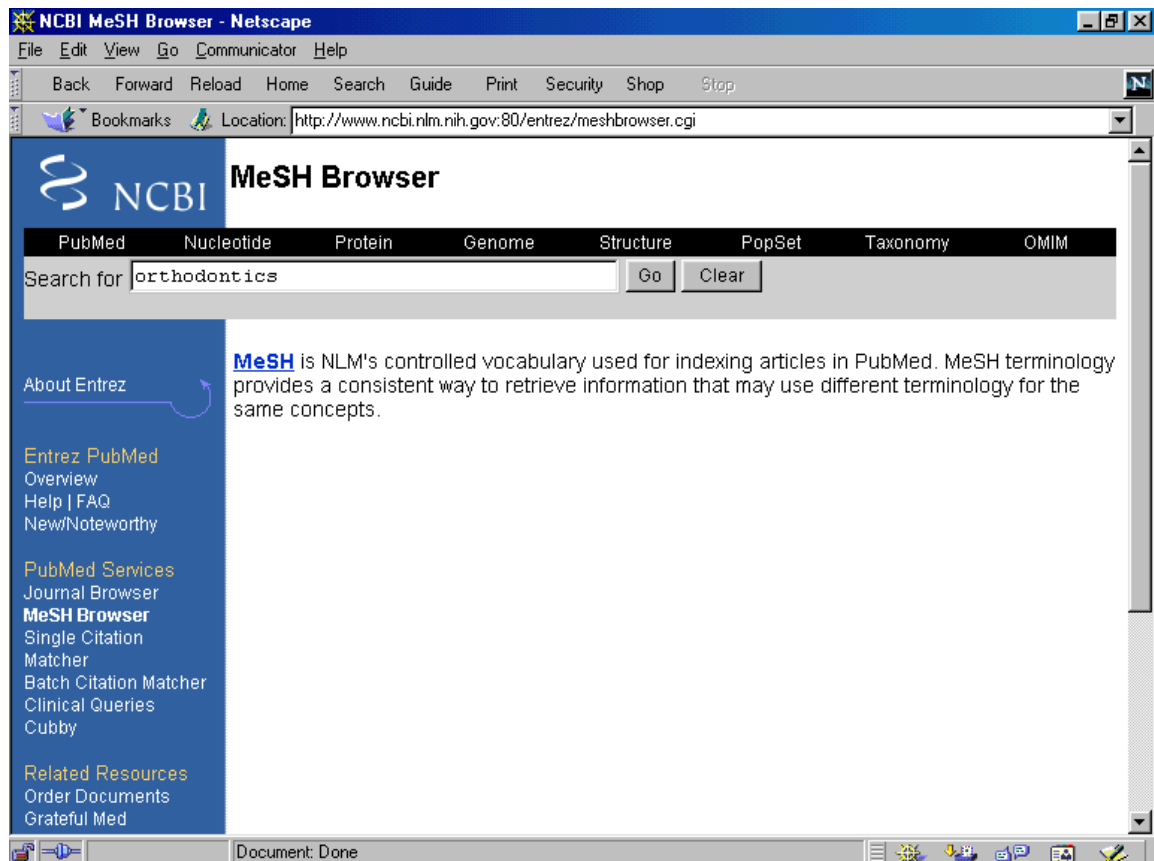 NCBI MeSH Browser - Netscape
File Edit View Go Communicator Help
Back Forward Reload Home Search Guide Print Security Shop Stop
N
Bookmarks Location: http://www.ncbi.nlm.nih.gov:80/entrez/meshbrowser.cgi
NCBI
MeSH Browser
PubMed Nucleotide Protein Genome Structure PopSet Taxonomy OMIM
Search for orthodontics Go Clear
MeSH is NLM's controlled vocabulary used for indexing articles in PubMed. MeSH terminology
provides a consistent way to retrieve information that may use different terminology for the
same concepts.
About Entrez
Entrez PubMed
Overview
Help | FAQ
New/Noteworthy
PubMed Services
Journal Browser
MeSH Browser
Single Citation
Matcher
Batch Citation Matcher
Clinical Queries
Cubby
Related Resources
Order Documents
Grateful Med
Document: Done